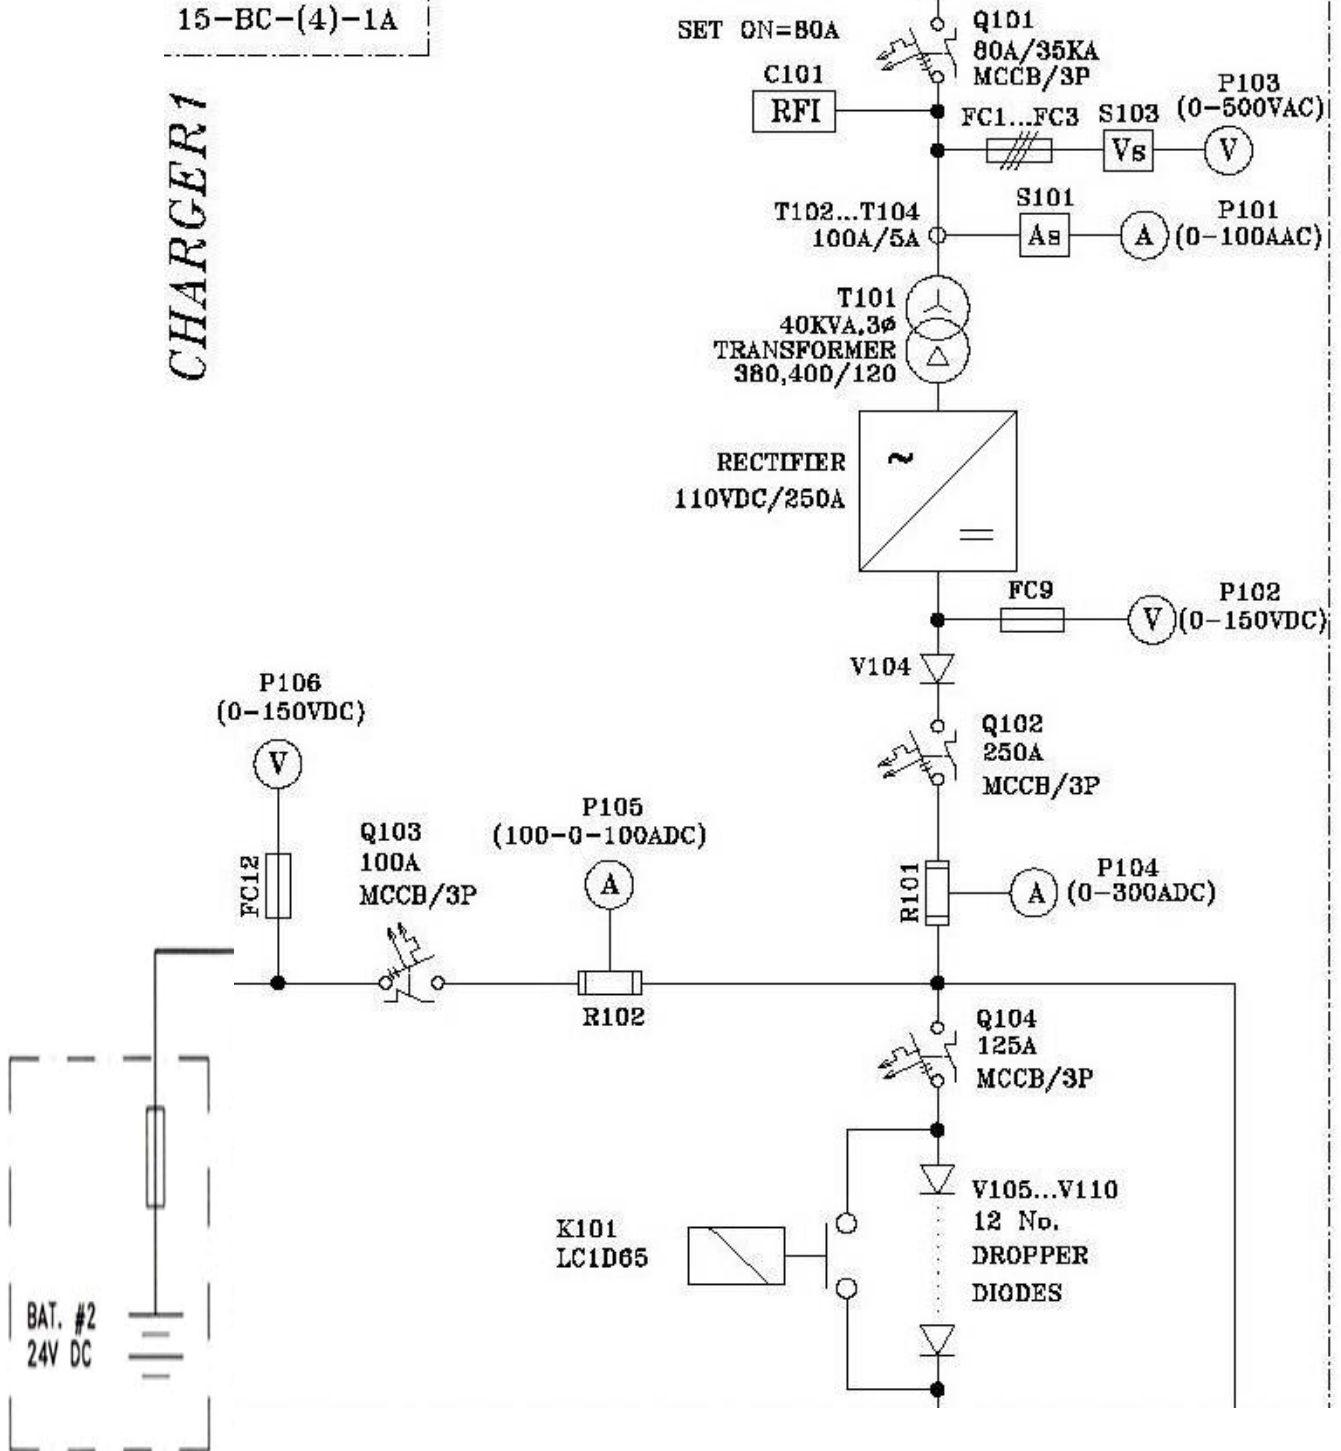 15-BC-(4)-1A
CHARGER1
SET ON=80A
Q101
80A/35KA
MCCB/3P
C101
RFI
FC1...FC3
S103
Vs
P103
(0-500VAC)
V
T102...T104
100A/5A
S101
As
A
P101
(0-100AAC)
T101
40KVA,3ø
TRANSFORMER
380,400/120
RECTIFIER
110VDC/250A
~
FC9
V
P102
(0-150VDC)
V104
P106
(0-150VDC)
V
FC12
Q102
250A
MCCB/3P
Q103
100A
MCCB/3P
P105
(100-0-100ADC)
A
R102
R101
A
P104
(0-300ADC)
Q104
125A
MCCB/3P
K101
LC1D65
V105...V110
12 No.
DROPPER
DIODES
BAT. #2
24V DC